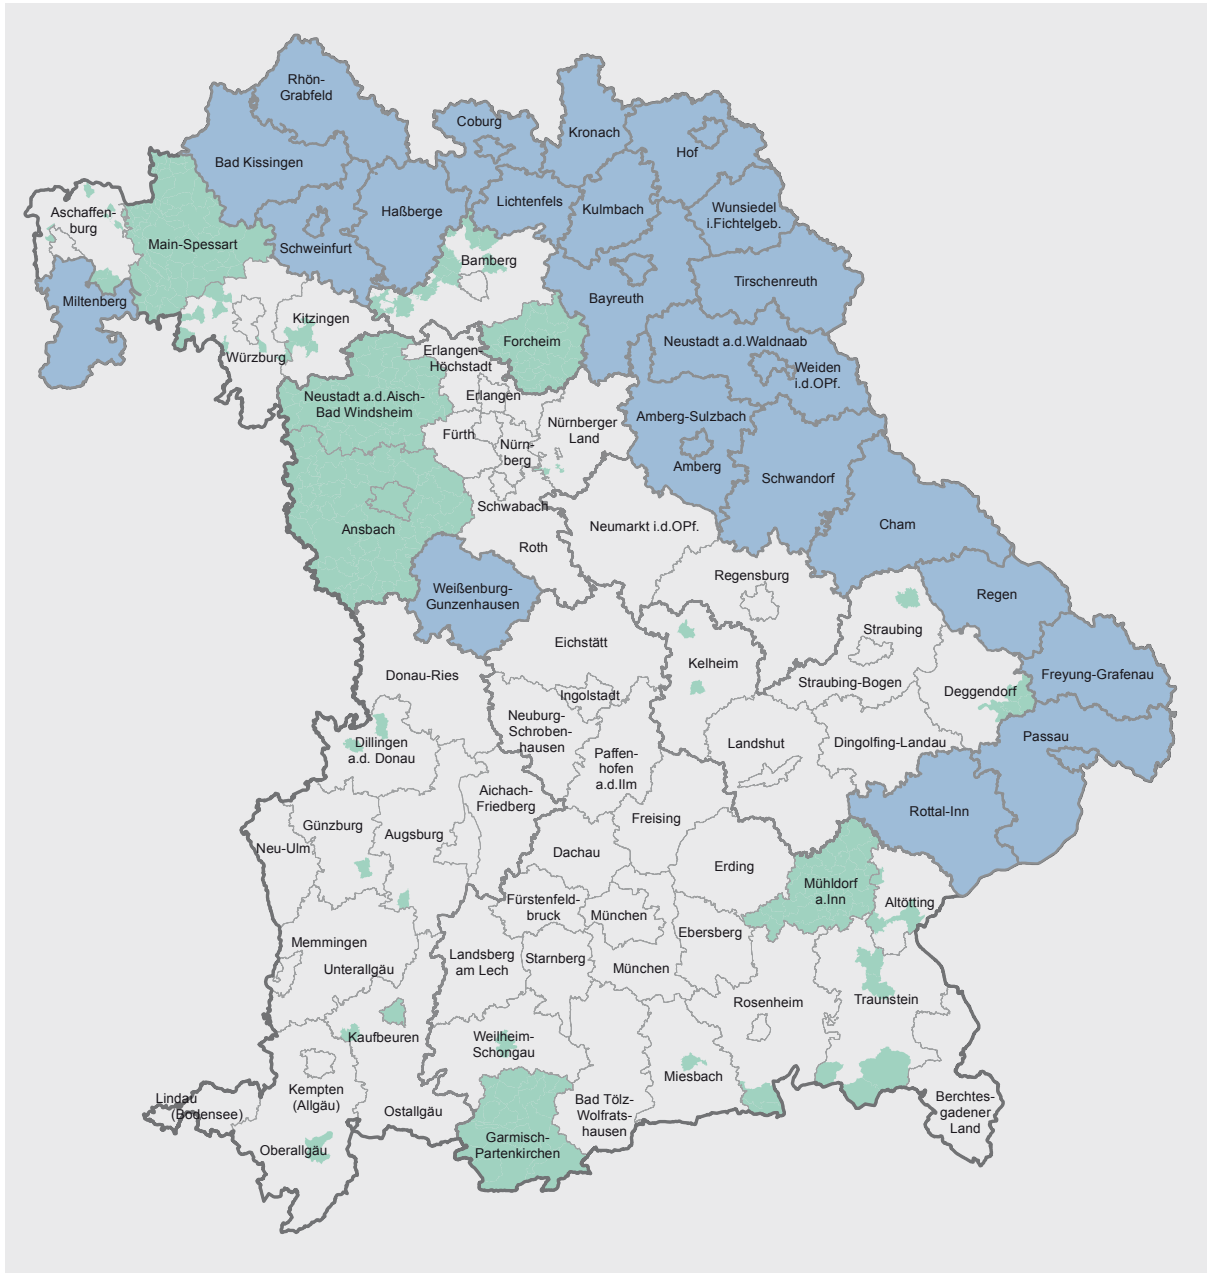 Rhön-
Grabfeld
Coburg
Kronach
Hof
Bad Kissingen
Haßberge
Lichtenfels
Kulmbach
Wunsiedel
i.Fichtelgeb.
Aschaffen-
burg
Main-Spessart
Schweinfurt
Bamberg
Tirschenreuth
Miltenberg
Bayreuth
Kitzingen
Würzburg
Forcheim
Erlangen-
Höchstadt
Neustadt a.d.Waldnaab
Weiden
i.d.OPf.
Neustadt a.d.Aisch-
Bad Windsheim
Erlangen
Nürnberger
Land
Amberg-Sulzbach
Fürth
Nürn-
berg
Amberg
Schwandorf
Schwabach
Ansbach
Neumarkt i.d.OPf.
Cham
Roth
Regensburg
Weißenburg-
Gunzenhausen
Regen
Straubing
Eichstätt
Kelheim
Donau-Ries
Straubing-Bogen
Deggendorf
Freyung-Grafenau
Ingolstadt
Neuburg-
Schroben-
hausen
Dillingen
a.d. Donau
Paffen-
hofen
a.d.Ilm
Landshut
Dingolfing-Landau
Passau
Aichach-
Friedberg
Rottal-Inn
Günzburg
Augsburg
Freising
Neu-Ulm
Dachau
Erding
Mühldorf
a.Inn
Altötting
Fürstenfeld-
bruck
München
Ebersberg
Memmingen
Unterallgäu
Landsberg
am Lech
Starnberg
München
Rosenheim
Traunstein
Kaufbeuren
Weilheim-
Schongau
Miesbach
Lindau
(Bodensee)
Kempten
(Allgäu)
Ostallgäu
Bad Tölz-
Wolfrats-
hausen
Berchtes-
gadener
Land
Oberallgäu
Garmisch-
Partenkirchen